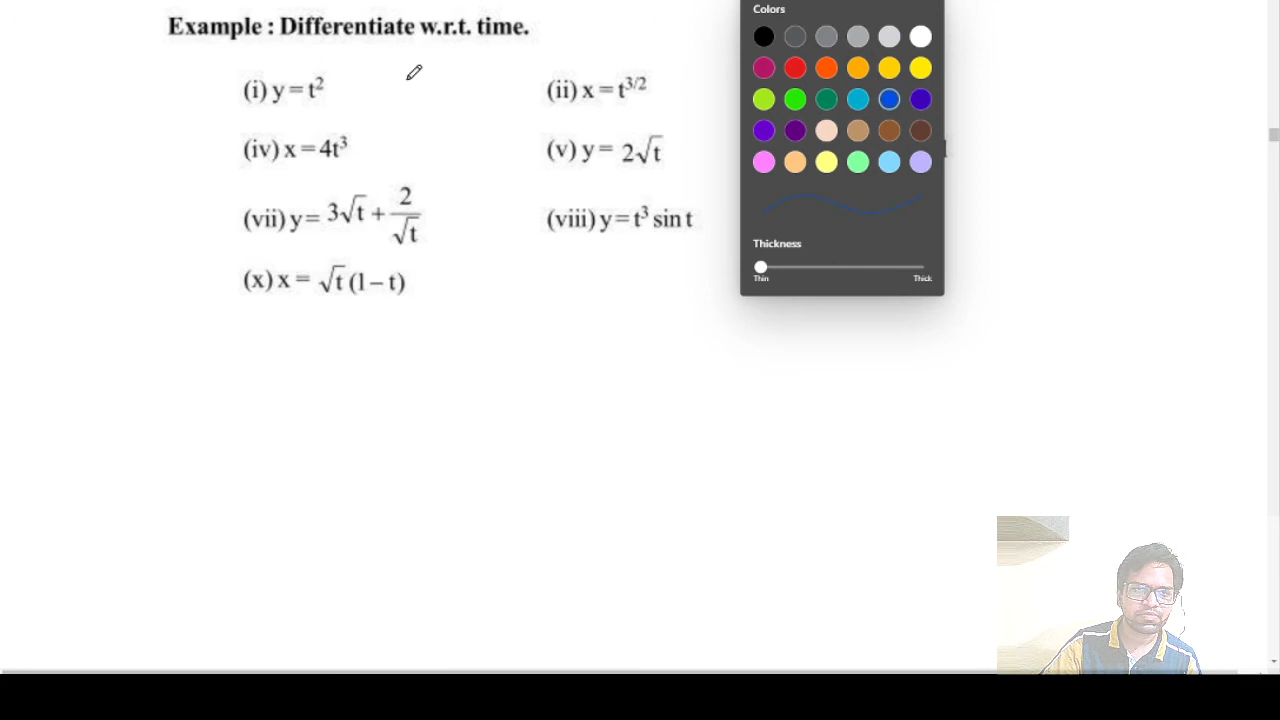 Example : Differentiate w.r.t. time.
(i) y = t² (ii) x = t^3/2
(iv) x = 4t³ (v) y = 2√t
(vii) y = 3√t + 2/√t (viii) y = t³ sin t
(x) x = √t (1 – t)
Colors
Thickness
Thin Thick